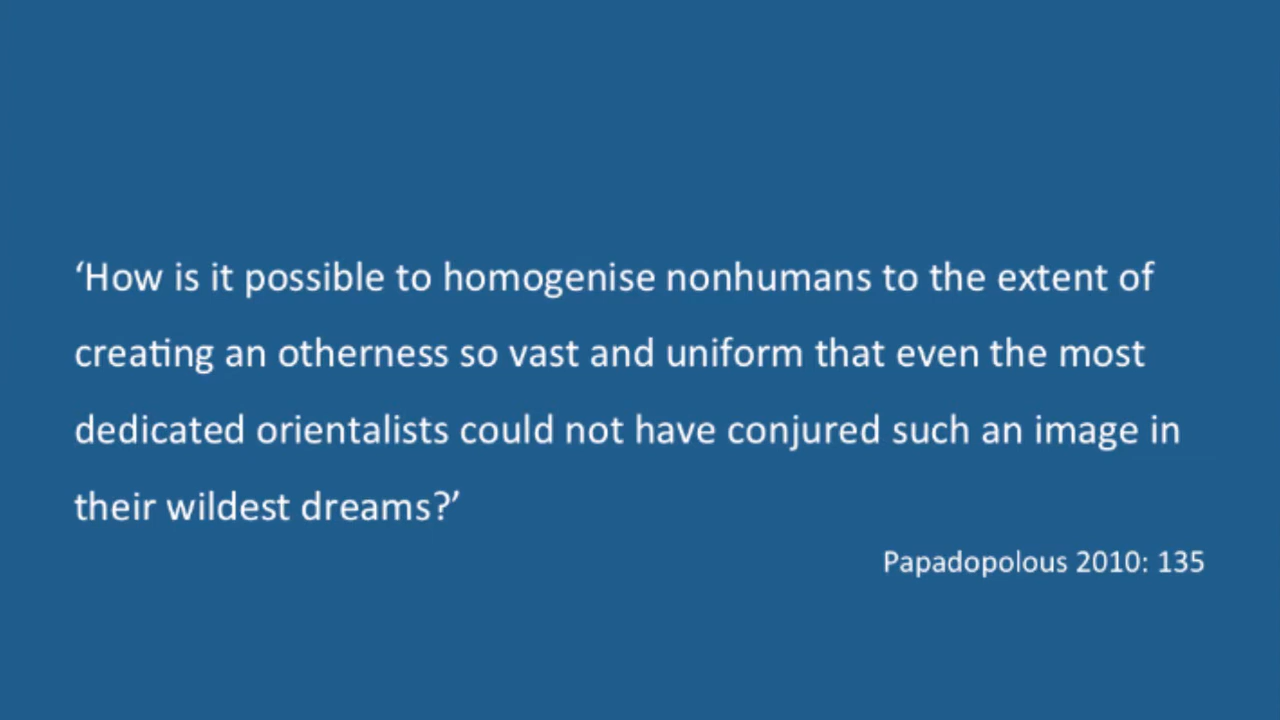 ‘How is it possible to homogenise nonhumans to the extent of
creating an otherness so vast and uniform that even the most
dedicated orientalists could not have conjured such an image in
their wildest dreams?’
Papadopolous 2010: 135